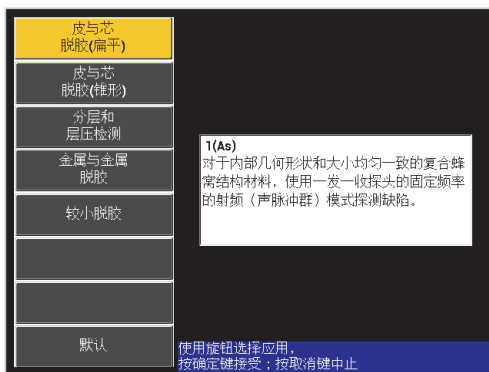 皮与芯
脱胶(扁平)
皮与芯
脱胶(锥形)
分层和
层压检测
金属与金属
脱胶
较小脱胶
默认
1(As)
对于内部几何形状和大小均匀一致的复合蜂
窝结构材料，使用一发一收探头的固定频率
的射频（声脉冲群）模式探测缺陷。
使用旋钮选择应用，
按确定键接受；按取消键中止